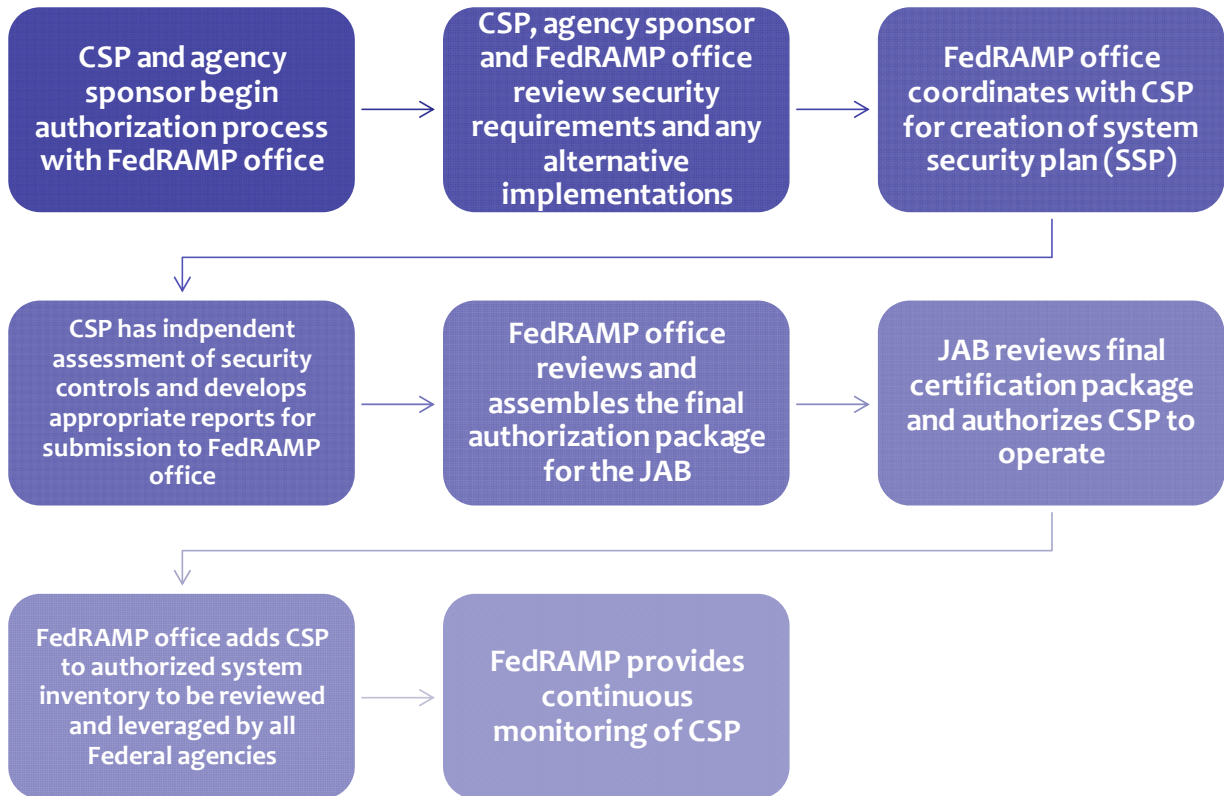 CSP and agency
sponsor begin
authorization process
with FedRAMP office
CSP, agency sponsor
and FedRAMP office
review security
requirements and any
alternative
implementations
FedRAMP office
coordinates with CSP
for creation of system
security plan (SSP)
CSP has indpendent
assessment of security
controls and develops
appropriate reports for
submission to FedRAMP
office
FedRAMP office
reviews and
assembles the final
authorization package
for the JAB
JAB reviews final
certification package
and authorizes CSP to
operate
FedRAMP office adds CSP
to authorized system
inventory to be reviewed
and leveraged by all
Federal agencies
FedRAMP provides
continuous
monitoring of CSP